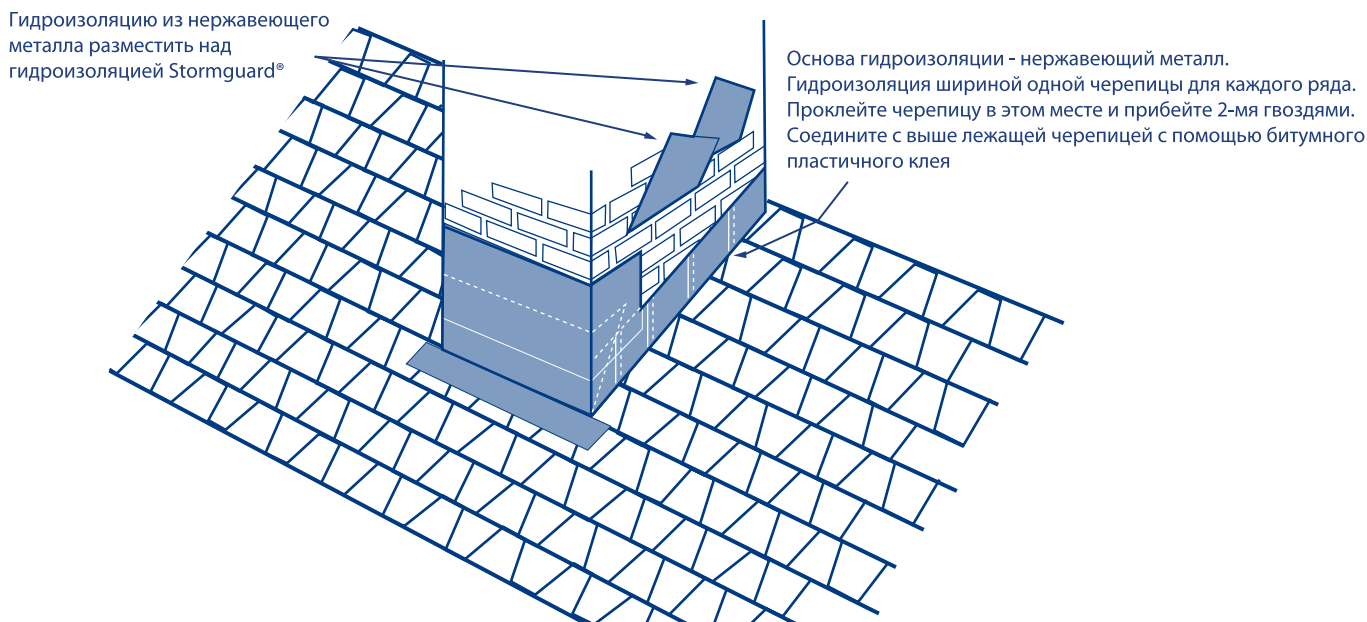 Гидроизоляцию из нержавеющего
металла разместить над
гидроизоляцией Stormguard®
Основа гидроизоляции - нержавеющий металл.
Гидроизоляция шириной одной черепицы для каждого ряда.
Проклейте черепицу в этом месте и прибейте 2-мя гвоздями.
Соедините с выше лежащей черепицей с помощью битумного
пластичного клея